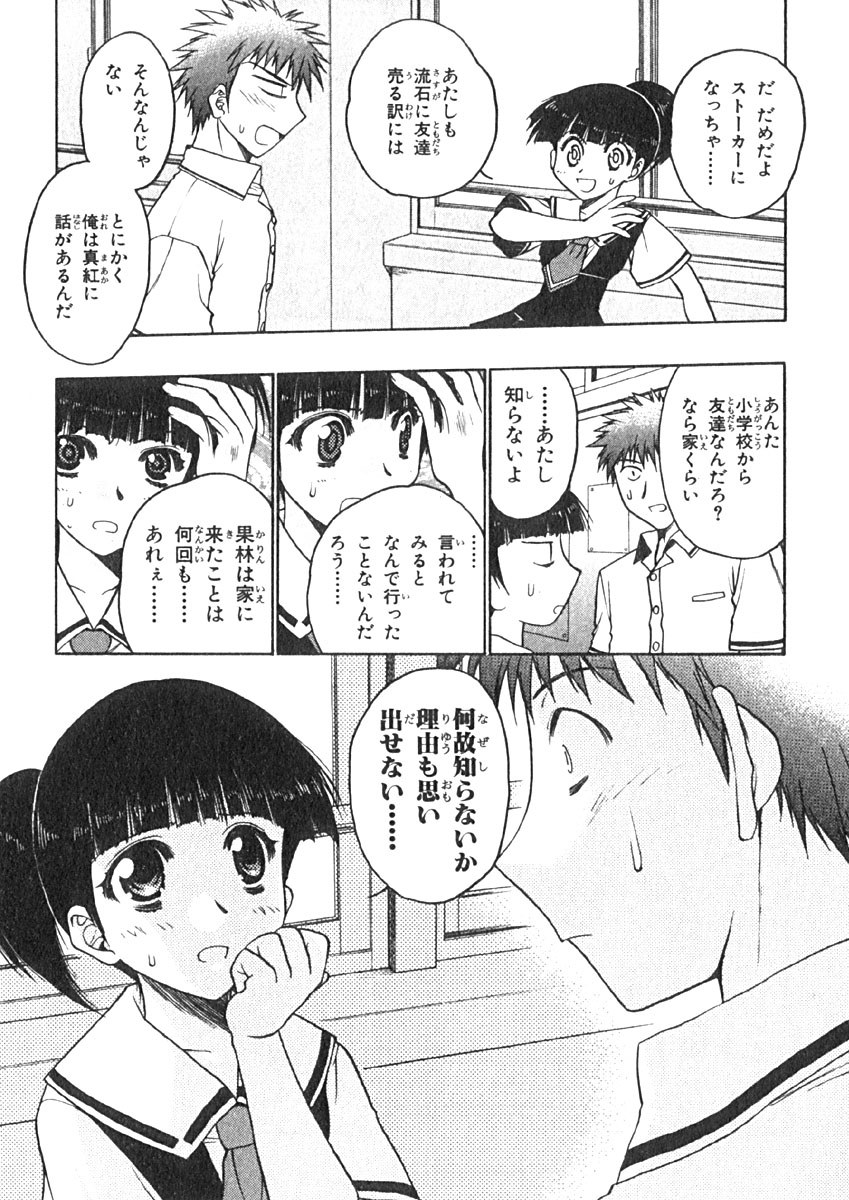 だ だめだよ
ストーカーに
なっちゃ……
あたしも
流石に友達
売る訳には
そんなんじゃ
ない
とにかく
俺は真紅に
話があるんだ
あんた
小学校から
友達なんだろ?
なら家くらい
……あたし
知らないよ
……
言われて
みると
なんで行った
ことないんだ
ろう……
果林は家に
来たことは
何回も……
あれぇ……
何故知らないか
理由も思い
出せない……